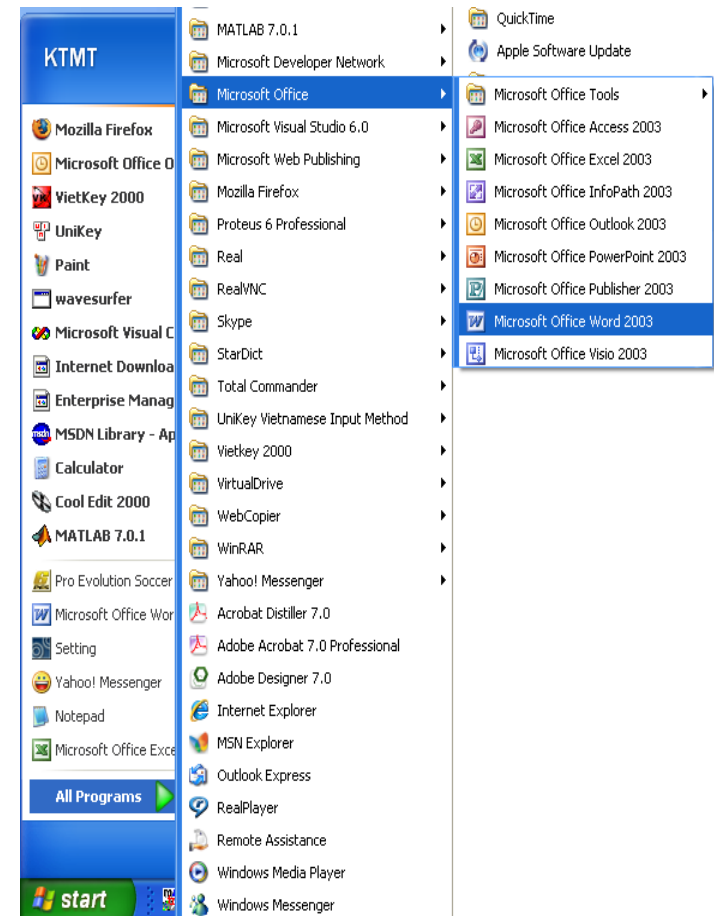 KTMT
Mozilla Firefox
Microsoft Office O
VietKey 2000
UniKey
Paint
wavesurfer
Microsoft Visual C
Internet Downloa
Enterprise Manag
MSDN Library - Ap
Calculator
Cool Edit 2000
MATLAB 7.0.1
Pro Evolution Soccer
Microsoft Office Wor
Setting
Yahoo! Messenger
Notepad
Microsoft Office Exce
All Programs
start
MATLAB 7.0.1
Microsoft Developer Network
Microsoft Office
Microsoft Visual Studio 6.0
Microsoft Web Publishing
Mozilla Firefox
Proteus 6 Professional
Real
RealVNC
Skype
StarDict
Total Commander
UniKey Vietnamese Input Method
Vietkey 2000
VirtualDrive
WebCopier
WinRAR
Yahoo! Messenger
Acrobat Distiller 7.0
Adobe Acrobat 7.0 Professional
Adobe Designer 7.0
Internet Explorer
MSN Explorer
Outlook Express
RealPlayer
Remote Assistance
Windows Media Player
Windows Messenger
QuickTime
Apple Software Update
Microsoft Office Tools
Microsoft Office Access 2003
Microsoft Office Excel 2003
Microsoft Office InfoPath 2003
Microsoft Office Outlook 2003
Microsoft Office PowerPoint 2003
Microsoft Office Publisher 2003
Microsoft Office Word 2003
Microsoft Office Visio 2003